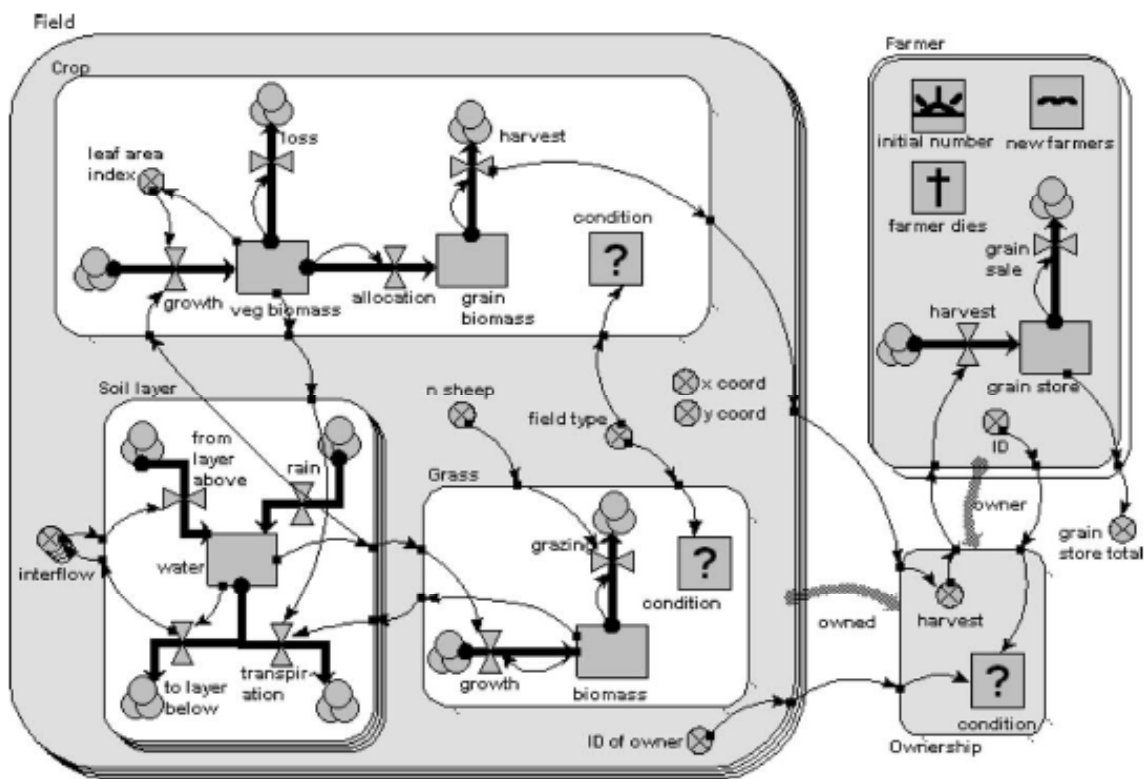 Field
Crop
loss
harvest
leaf area
index
growth
veg biomass
allocation
grain
biomass
condition
?
Farmer
initial number
new farmers
farmer dies
grain
sale
harvest
grain store
ID
owner
grain
store total
Soil layer
from
layer
above
rain
water
interflow
to layer
below
transpir-
ation
n sheep
field type
x coord
y coord
Grass
grazing
?
condition
growth
biomass
ID of owner
owned
harvest
?
condition
Ownership